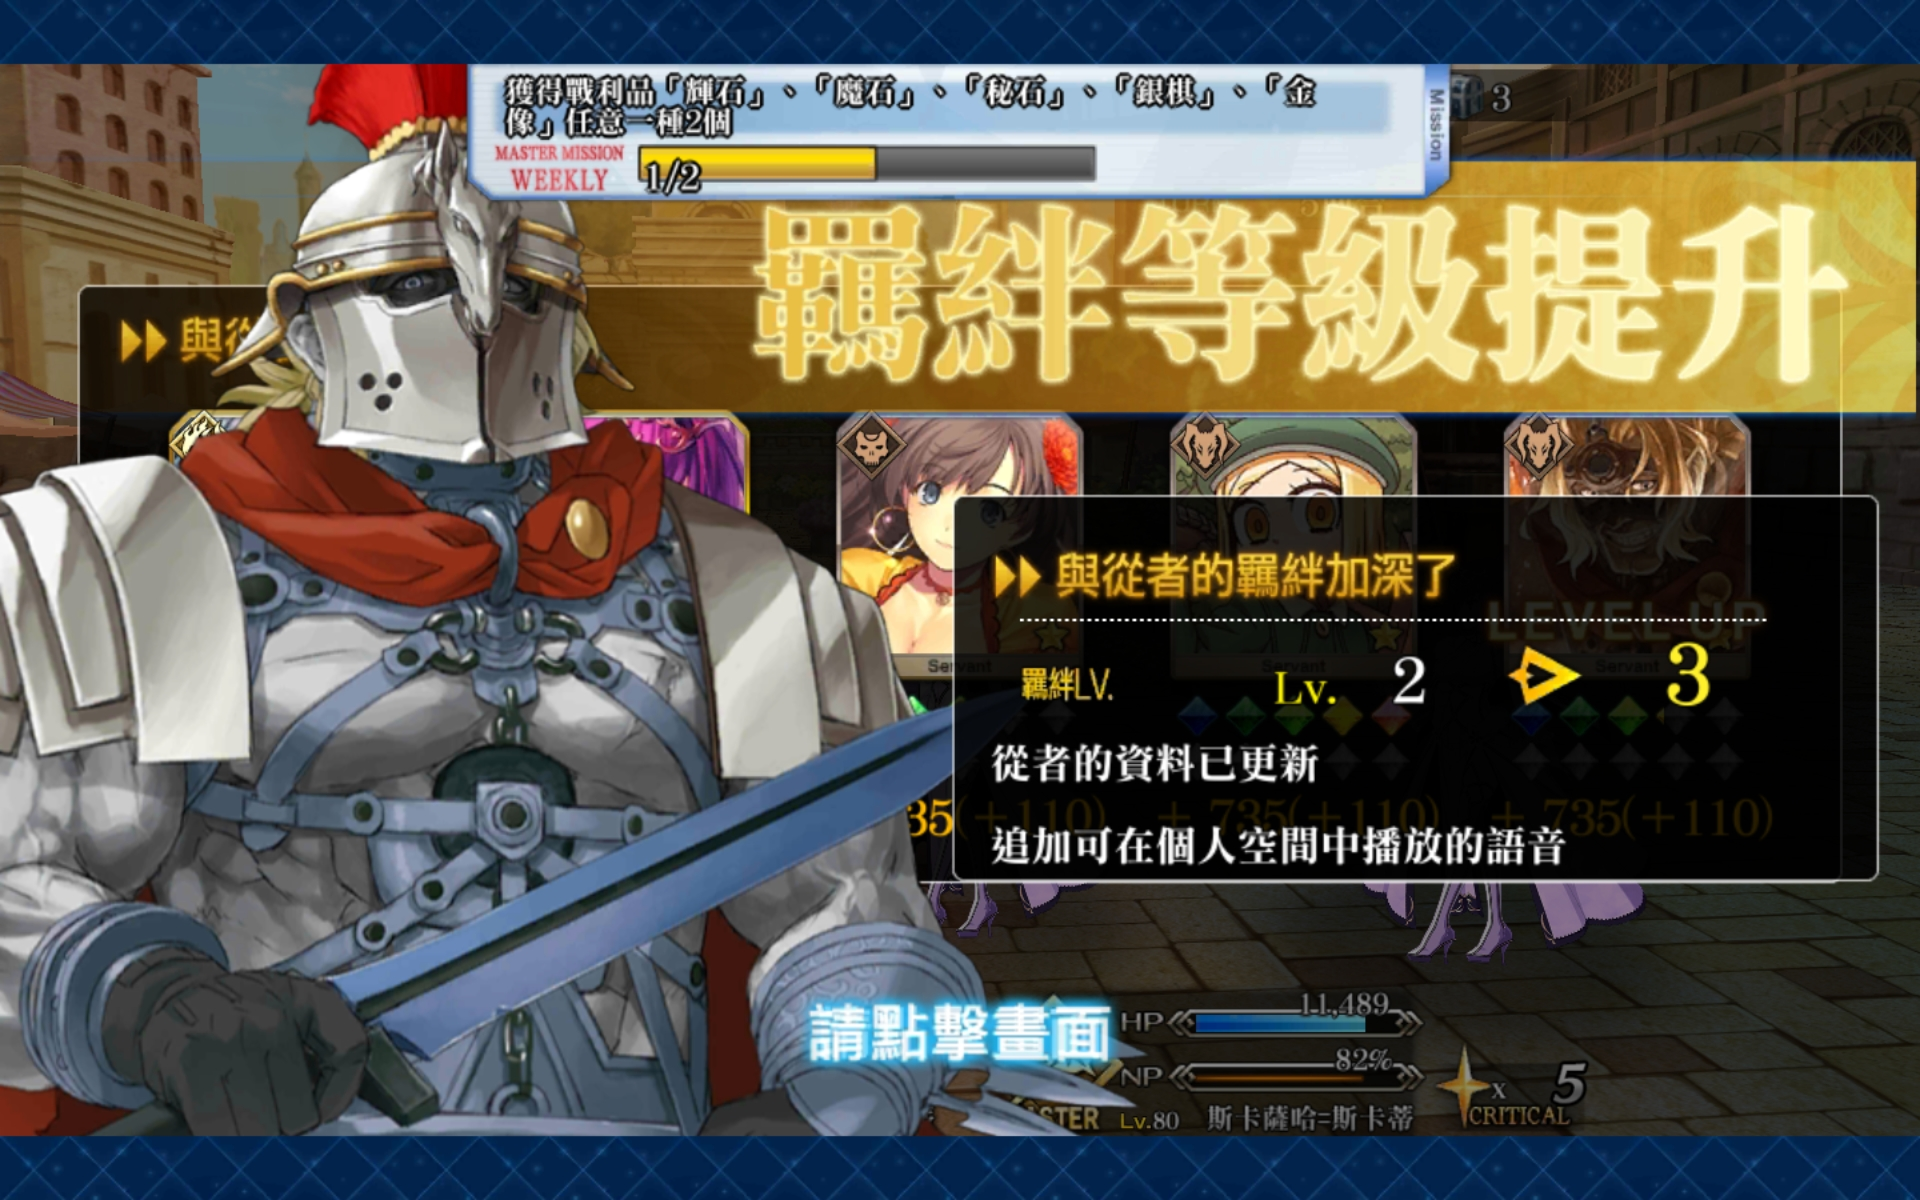 獲得戰利品「輝石」、「魔石」、「秘石」、「銀棋」、「金
像」任意一種2個
MASTER MISSION
WEEKLY
1/2
Mission
3
羈絆等級提升
與從
與從者的羈絆加深了
LEVEL UP
Servant
Servant
Servant
羈絆LV.
Lv. 2 3
從者的資料已更新
35(+110)
+ 735(+110)
+ 735(+110)
追加可在個人空間中播放的語音
請點擊畫面
HP 11,489
NP 82%
Lv.80 斯卡薩哈=斯卡蒂
x 5
CRITICAL